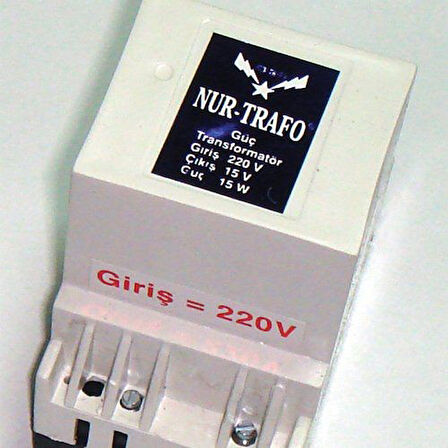 NUR-TRAFO
Güç
Transformatör
Giriş 220 V
Çıkış 15 V
Güç 15 W
Giriş = 220V